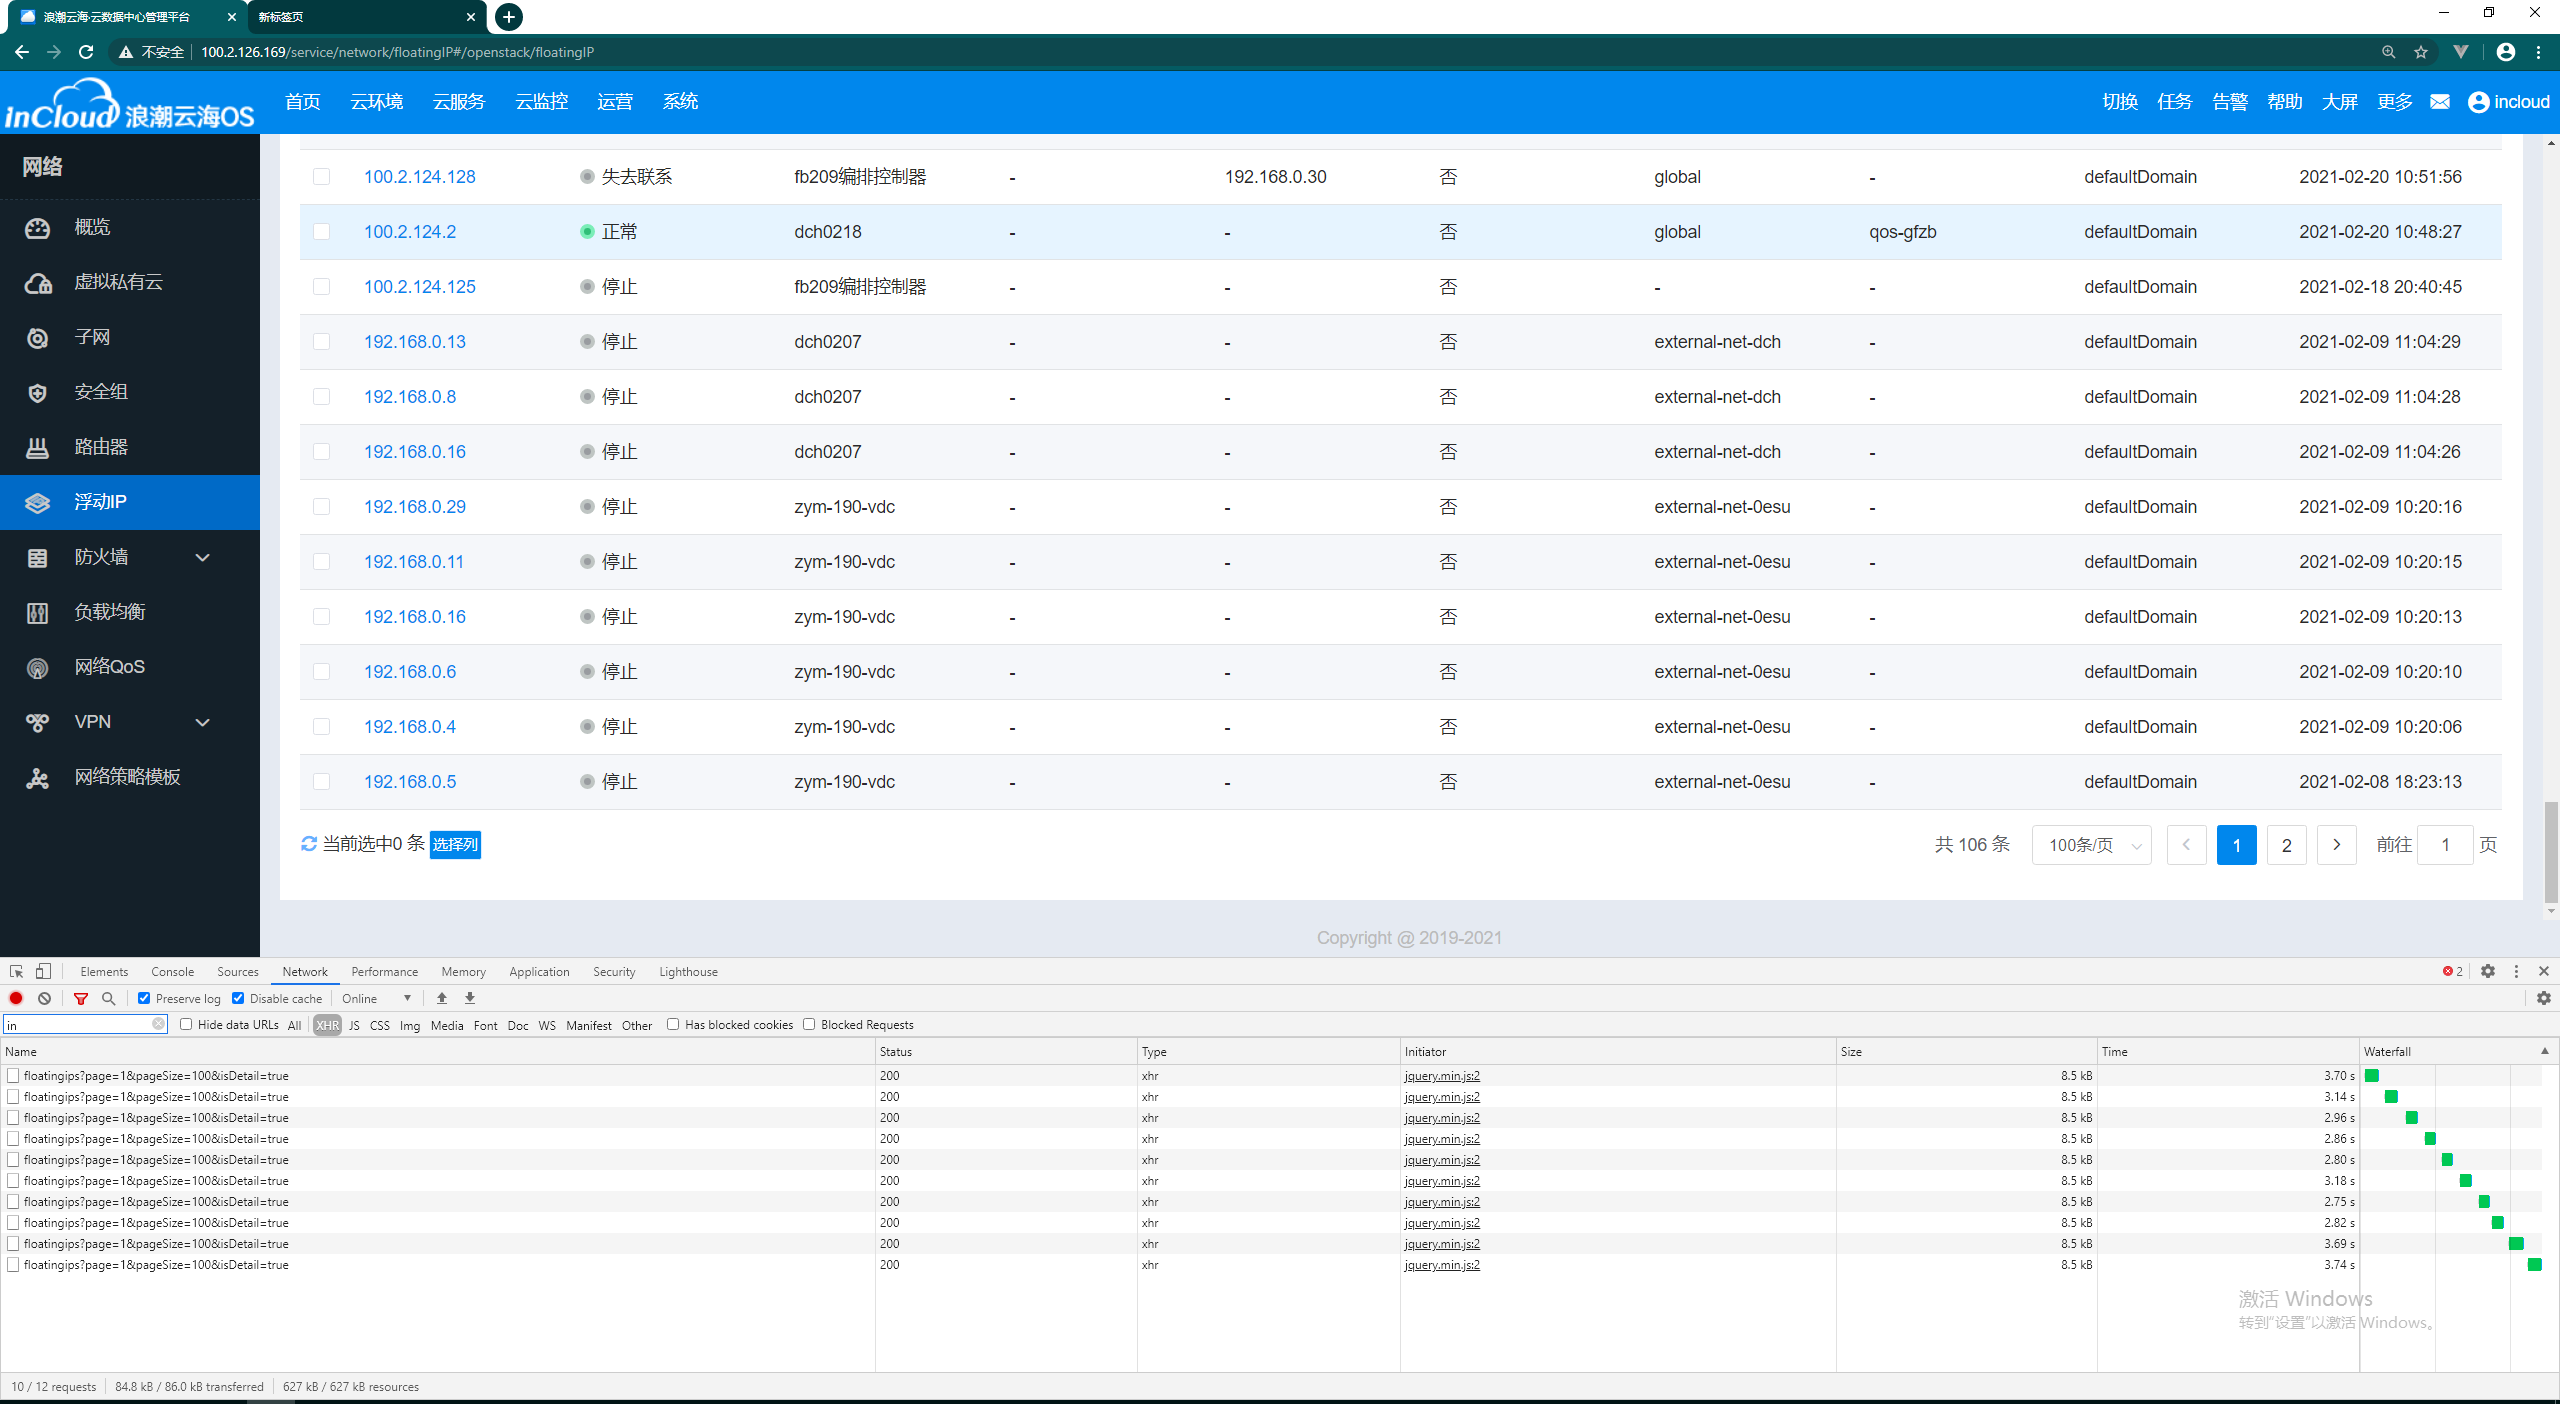 浪潮云海·云数据中心管理平台
新标签页
不安全 100.2.126.169/service/network/floatingIP#/openstack/floatingIP
inCloud 浪潮云海OS 首页 云环境 云服务 云监控 运营 系统 切换 任务 告警 帮助 大屏 更多 incloud
网络
概览
虚拟私有云
子网
安全组
路由器
浮动IP
防火墙
负载均衡
网络QoS
VPN
网络策略模板
100.2.124.128 失去联系 fb209编排控制器 - 192.168.0.30 否 global - defaultDomain 2021-02-20 10:51:56
100.2.124.2 正常 dch0218 - - 否 global qos-gfzb defaultDomain 2021-02-20 10:48:27
100.2.124.125 停止 fb209编排控制器 - - 否 - - defaultDomain 2021-02-18 20:40:45
192.168.0.13 停止 dch0207 - - 否 external-net-dch - defaultDomain 2021-02-09 11:04:29
192.168.0.8 停止 dch0207 - - 否 external-net-dch - defaultDomain 2021-02-09 11:04:28
192.168.0.16 停止 dch0207 - - 否 external-net-dch - defaultDomain 2021-02-09 11:04:26
192.168.0.29 停止 zym-190-vdc - - 否 external-net-0esu - defaultDomain 2021-02-09 10:20:16
192.168.0.11 停止 zym-190-vdc - - 否 external-net-0esu - defaultDomain 2021-02-09 10:20:15
192.168.0.16 停止 zym-190-vdc - - 否 external-net-0esu - defaultDomain 2021-02-09 10:20:13
192.168.0.6 停止 zym-190-vdc - - 否 external-net-0esu - defaultDomain 2021-02-09 10:20:10
192.168.0.4 停止 zym-190-vdc - - 否 external-net-0esu - defaultDomain 2021-02-09 10:20:06
192.168.0.5 停止 zym-190-vdc - - 否 external-net-0esu - defaultDomain 2021-02-08 18:23:13
当前选中0 条 选择列 共 106 条 100条/页 1 2 前往 1 页
Copyright @ 2019-2021
Elements Console Sources Network Performance Memory Application Security Lighthouse 2
Preserve log Disable cache Online
in Hide data URLs All XHR JS CSS Img Media Font Doc WS Manifest Other Has blocked cookies Blocked Requests
Name Status Type Initiator Size Time Waterfall
floatingips?page=1&pageSize=100&isDetail=true 200 xhr jquery.min.js:2 8.5 kB 3.70 s
floatingips?page=1&pageSize=100&isDetail=true 200 xhr jquery.min.js:2 8.5 kB 3.14 s
floatingips?page=1&pageSize=100&isDetail=true 200 xhr jquery.min.js:2 8.5 kB 2.96 s
floatingips?page=1&pageSize=100&isDetail=true 200 xhr jquery.min.js:2 8.5 kB 2.86 s
floatingips?page=1&pageSize=100&isDetail=true 200 xhr jquery.min.js:2 8.5 kB 2.80 s
floatingips?page=1&pageSize=100&isDetail=true 200 xhr jquery.min.js:2 8.5 kB 3.18 s
floatingips?page=1&pageSize=100&isDetail=true 200 xhr jquery.min.js:2 8.5 kB 2.75 s
floatingips?page=1&pageSize=100&isDetail=true 200 xhr jquery.min.js:2 8.5 kB 2.82 s
floatingips?page=1&pageSize=100&isDetail=true 200 xhr jquery.min.js:2 8.5 kB 3.69 s
floatingips?page=1&pageSize=100&isDetail=true 200 xhr jquery.min.js:2 8.5 kB 3.74 s
激活 Windows
转到"设置"以激活 Windows。
10 / 12 requests 84.8 kB / 86.0 kB transferred 627 kB / 627 kB resources